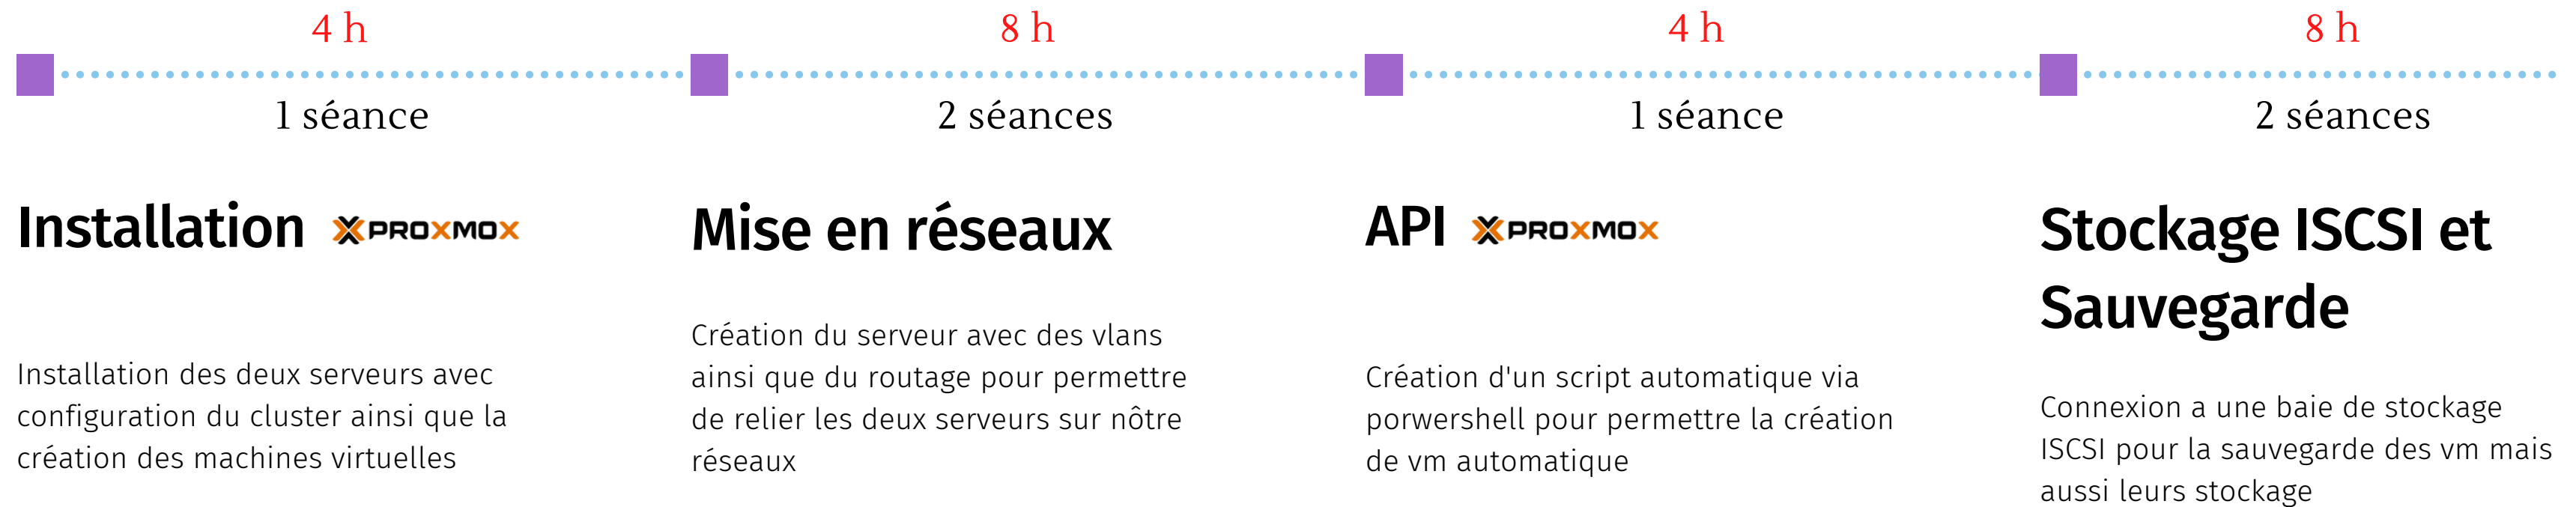 4 h
1 séance
Installation PROXMOX
Installation des deux serveurs avec
configuration du cluster ainsi que la
création des machines virtuelles
8 h
2 séances
Mise en réseaux
Création du serveur avec des vlans
ainsi que du routage pour permettre
de relier les deux serveurs sur nôtre
réseaux
4 h
1 séance
API PROXMOX
Création d'un script automatique via
porwershell pour permettre la création
de vm automatique
8 h
2 séances
Stockage ISCSI et
Sauvegarde
Connexion a une baie de stockage
ISCSI pour la sauvegarde des vm mais
aussi leurs stockage